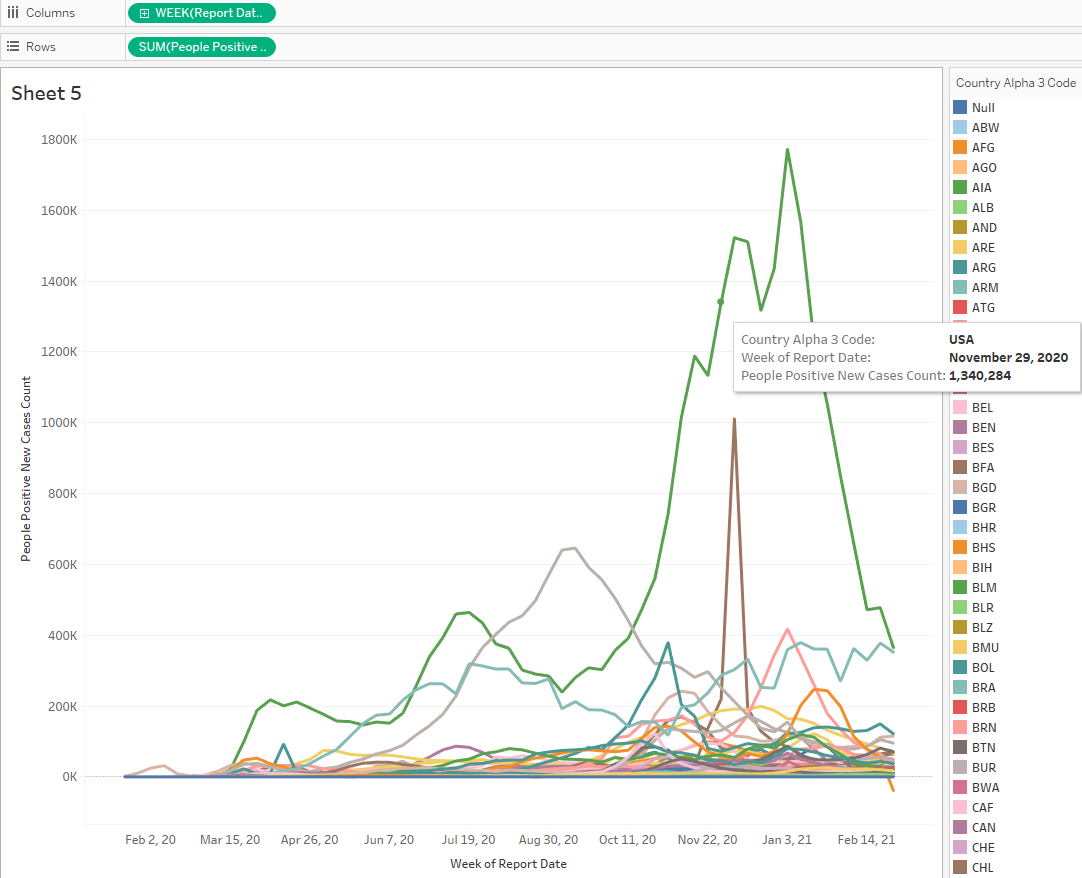 Columns
WEEK(Report Dat..
Rows
SUM(People Positive ..
Sheet 5
Country Alpha 3 Code
Null
ABW
AFG
AGO
AIA
ALB
AND
ARE
ARG
ARM
ATG
Country Alpha 3 Code: USA
Week of Report Date: November 29, 2020
People Positive New Cases Count: 1,340,284
BEL
BEN
BES
BFA
BGD
BGR
BHR
BHS
BIH
BLM
BLR
BLZ
BMU
BOL
BRA
BRB
BRN
BTN
BUR
BWA
CAF
CAN
CHE
CHL
People Positive New Cases Count
1800K
1600K
1400K
1200K
1000K
800K
600K
400K
200K
0K
Feb 2, 20
Mar 15, 20
Apr 26, 20
Jun 7, 20
Jul 19, 20
Aug 30, 20
Oct 11, 20
Nov 22, 20
Jan 3, 21
Feb 14, 21
Week of Report Date